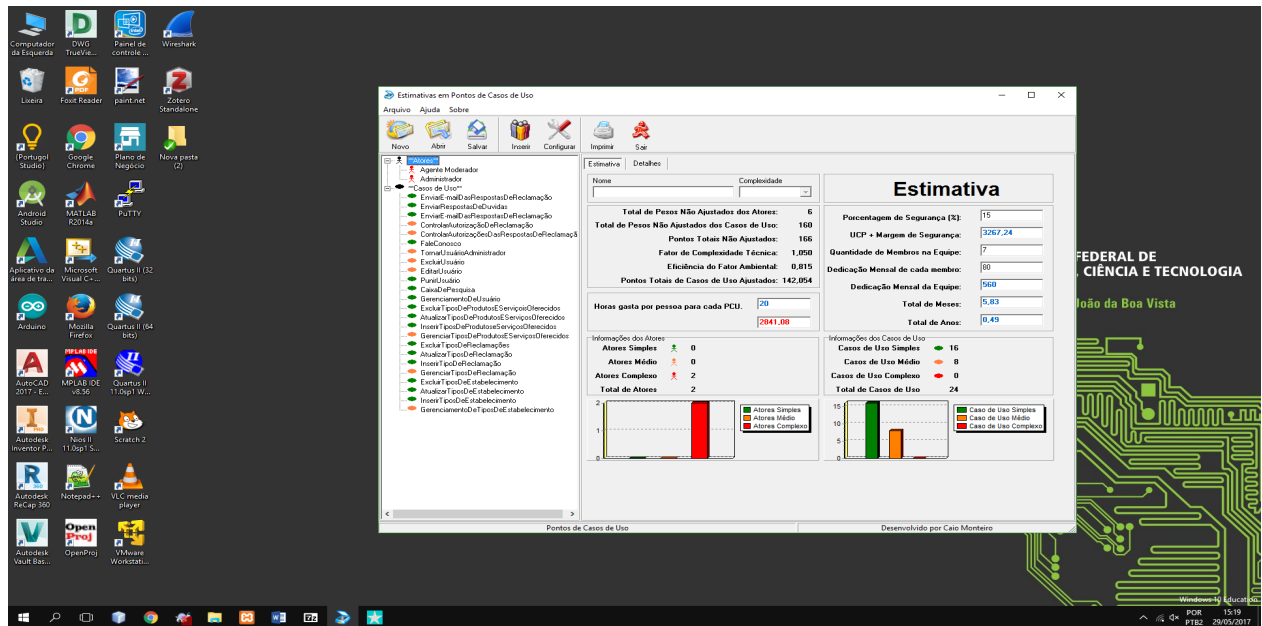 Computador da Esquerda
DWG TrueVie...
Painel de controle ...
Wireshark
Lixeira
Foxit Reader
paint.net
Zotero Standalone
(Portugol Studio)
Google Chrome
Plano de Negócio
Nova pasta (2)
Android Studio
MATLAB R2014a
PuTTY
Aplicativo da área de tra...
Microsoft Visual C+...
Quartus II (32 bits)
Arduino
Mozilla Firefox
Quartus II (64 bits)
AutoCAD 2017 - E...
MPLAB IDE v8.56
Quartus II 11.0sp1 W...
Autodesk Inventor P...
Nios II 11.0sp1 S...
Scratch 2
Autodesk ReCap 360
Notepad++
VLC media player
Autodesk Vault Bas...
OpenProj
VMware Workstati...
Estimativas em Pontos de Casos de Uso
Arquivo Ajuda Sobre
Novo Abrir Salvar Inserir Configurar Imprimir Sair
**Atores**
Agente Moderador
Administrador
**Casos de Uso**
EnviarE-mailDasRespostasDeReclamação
EnviarRespostasDeDuvidas
EnviarE-mailDasRespostasDeReclamação
ControlarAutorizaçãoDeReclamação
ControlarAutorizaçõesDasRespostasDeReclamaçã
FaleConosco
TornarUsuárioAdministrador
ExcluirUsuário
EditarUsuário
PunirUsuário
CaixaDePesquisa
GerenciamentoDeUsuário
ExcluirTiposDeProdutosEServiçoisOferecidos
AtualizarTiposDeProdutosEServiçosOferecidos
InserirTiposDeProdutoseServiçosOferecidos
GerenciarTiposDeProdutosEServiçosOferecidos
ExcluirTiposDeReclamações
AtualizarTiposDeReclamação
InserirTipoDeReclamação
GerenciarTiposDeReclamação
ExcluirTiposDeEstabelecimento
AtualizarTiposDeEstabelecimento
InserirTiposDeEstabelecimento
GerenciamentoDeTiposDeEstabelecimento
Estimativa Detalhes
Nome Complexidade
Total de Pesos Não Ajustados dos Atores: 6
Total de Pesos Não Ajustados dos Casos de Uso: 160
Pontos Totais Não Ajustados: 166
Fator de Complexidade Técnica: 1,050
Eficiência do Fator Ambiental: 0,815
Pontos Totais de Casos de Uso Ajustados: 142,054
Horas gasta por pessoa para cada PCU. 20
2841,08
Estimativa
Porcentagem de Segurança (%): 15
UCP + Margem de Segurança: 3267,24
Quantidade de Membros na Equipe: 7
Dedicação Mensal de cada membro: 80
Dedicação Mensal da Equipe: 560
Total de Meses: 5,83
Total de Anos: 0,49
Informações dos Atores
Atores Simples 0
Atores Médio 0
Atores Complexo 2
Total de Atores 2
Informações dos Casos de Uso
Casos de Uso Simples 16
Casos de Uso Médio 8
Casos de Uso Complexo 0
Total de Casos de Uso 24
2
1
0
Atores Simples
Atores Médio
Atores Complexo
15
10
5
0
Caso de Uso Simples
Caso de Uso Médio
Caso de Uso Complexo
Pontos de Casos de Uso
Desenvolvido por Caio Monteiro
FEDERAL DE
CIÊNCIA E TECNOLOGIA
João da Boa Vista
Windows 10 Education
POR
PTB2
15:19
29/05/2017